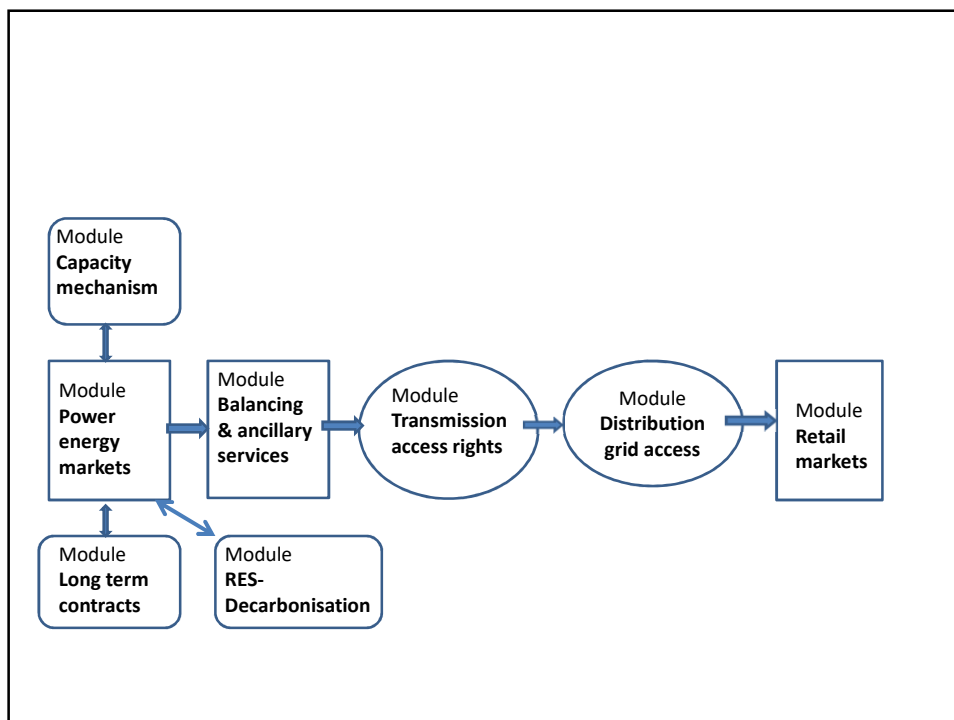 Module
Capacity
mechanism
Module
Power
energy
markets
Module
Balancing
& ancillary
services
Module
Transmission
access rights
Module
Distribution
grid access
Module
Retail
markets
Module
Long term
contracts
Module
RES-
Decarbonisation